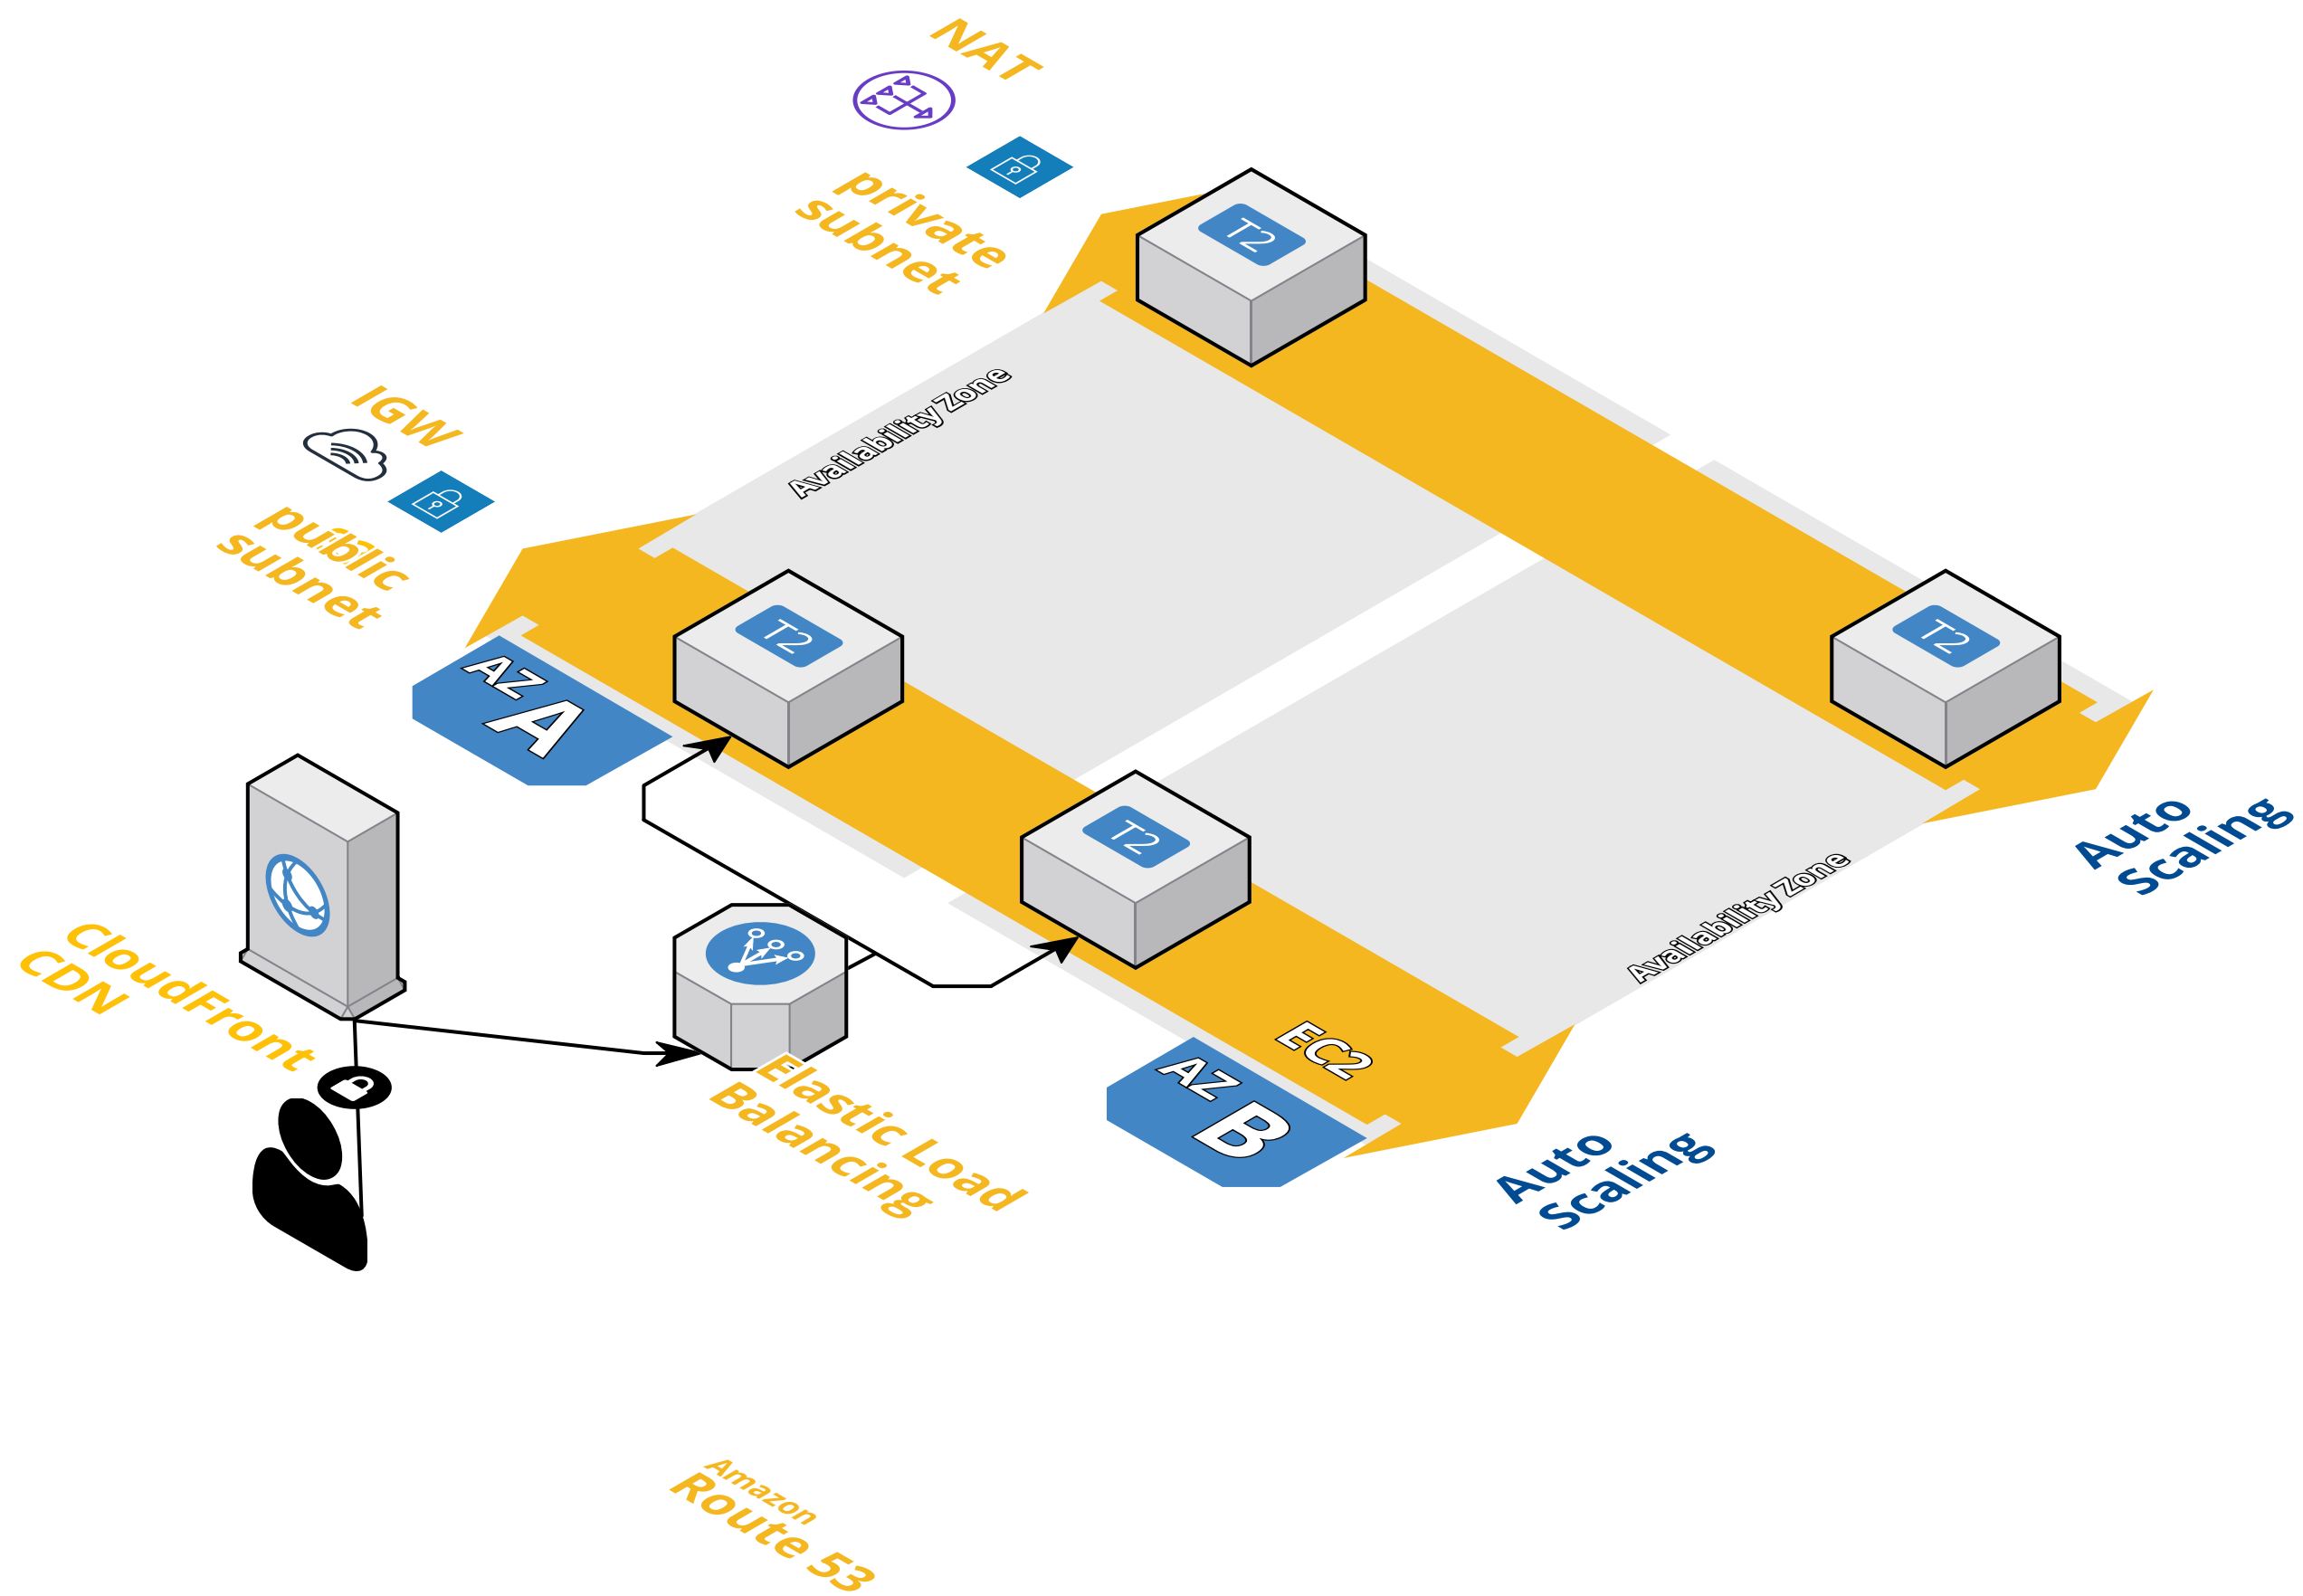 NAT
private
subnet
T2
Availability Zone
IGW
public
subnet
T2
T2
AZ
A
T2
Auto
Scaling
Availability Zone
CloudFront
CDN
EC2
AZ
B
Elastic Load
Balancing
Auto
Scaling
Amazon
Route 53